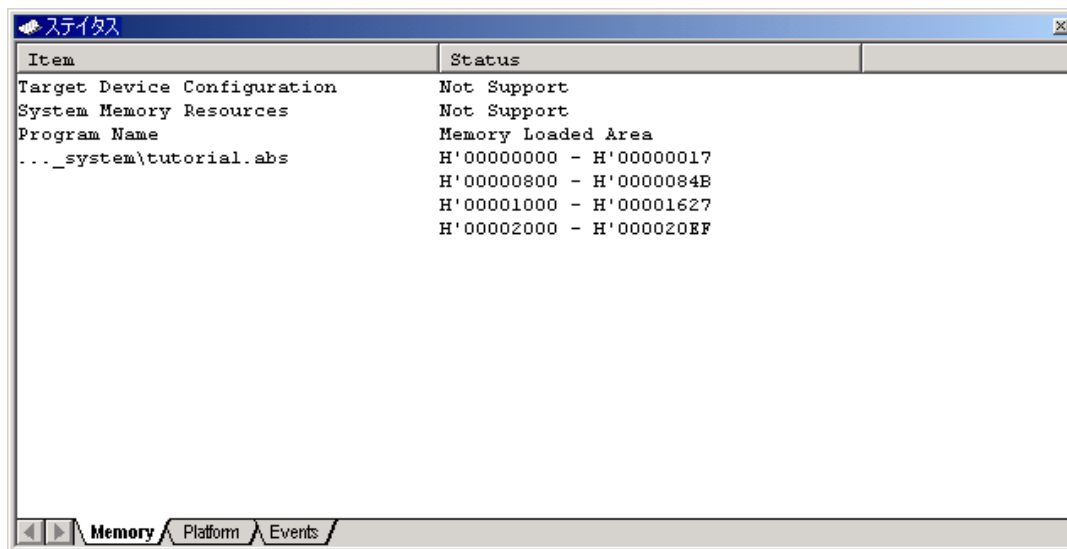 ステイタス
Item Status
Target Device Configuration Not Support
System Memory Resources Not Support
Program Name Memory Loaded Area
..._system\tutorial.abs H'00000000 - H'00000017
H'00000800 - H'0000084B
H'00001000 - H'00001627
H'00002000 - H'000020EF
Memory Platform Events